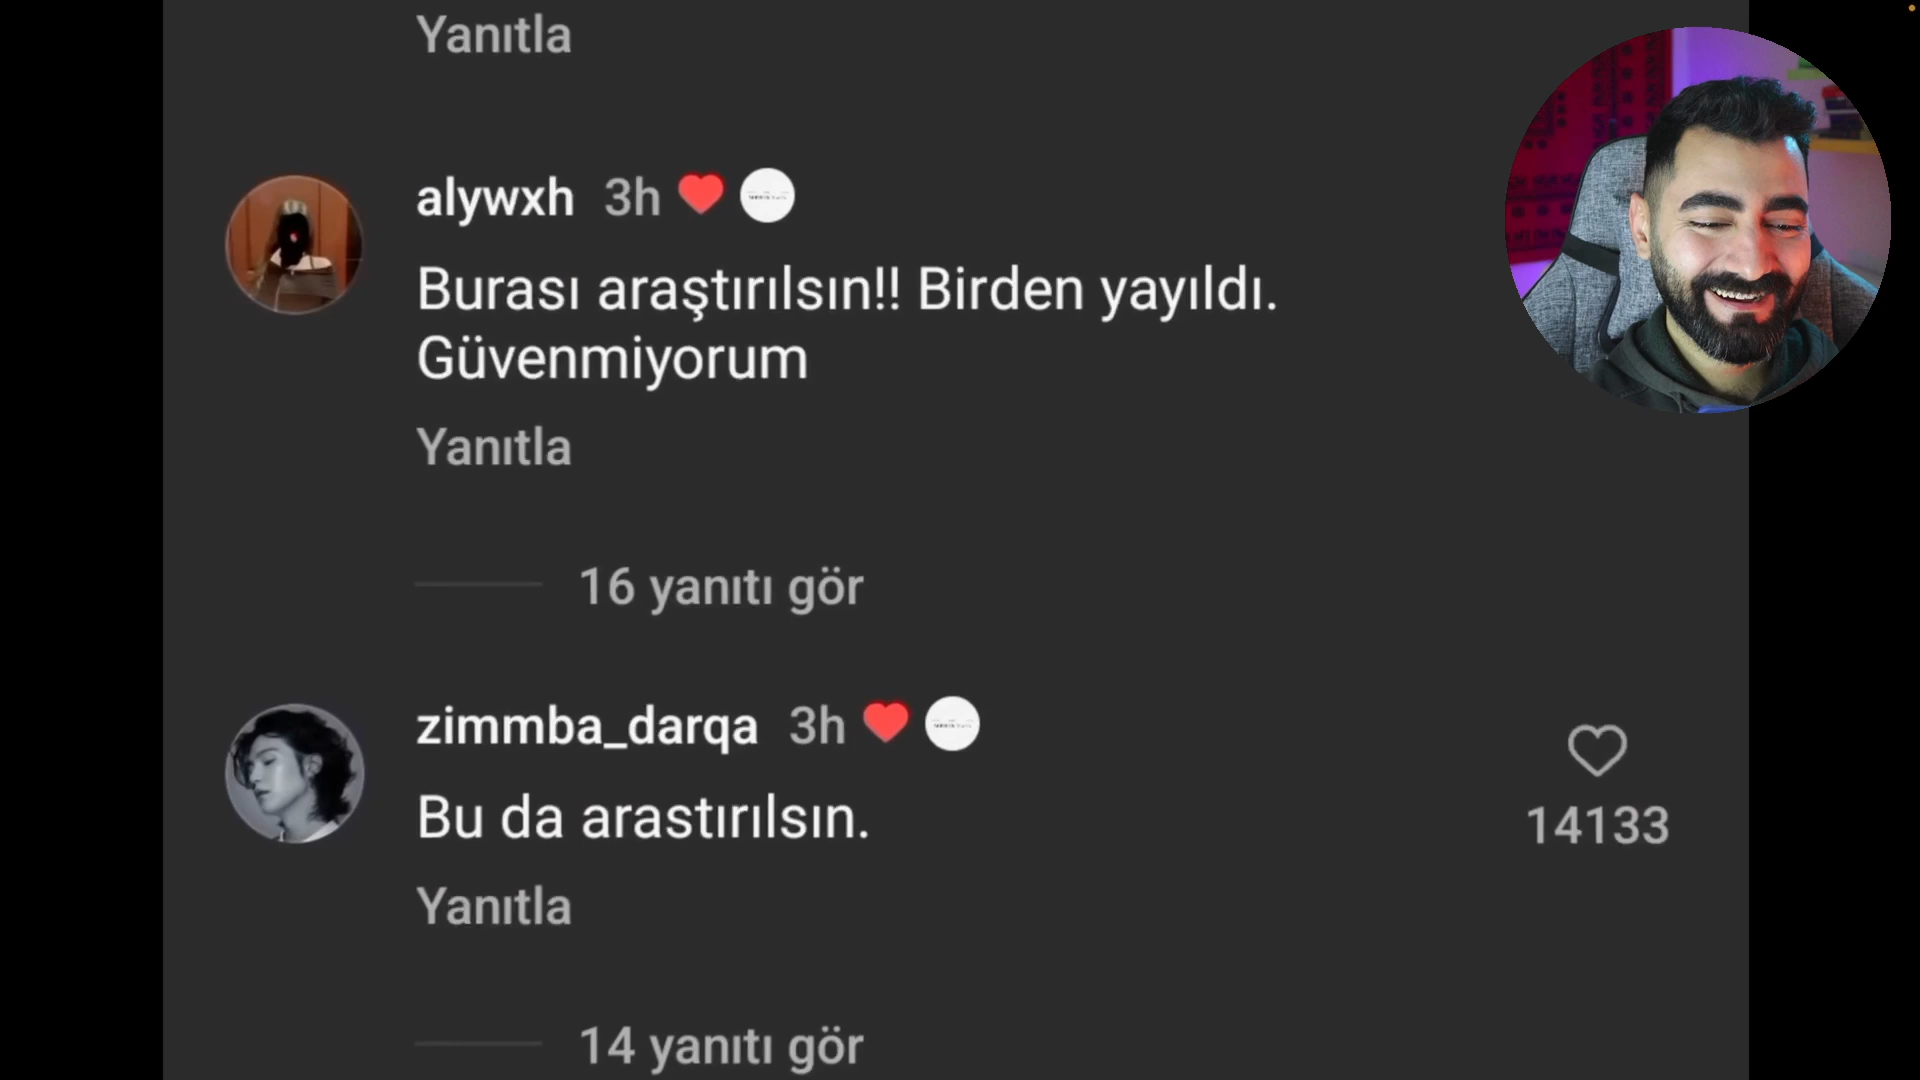 Yanıtla
alywxh 3h
Burası araştırılsın!! Birden yayıldı.
Güvenmiyorum
Yanıtla
16 yanıtı gör
zimmba_darqa 3h
Bu da arastırılsın.
14133
Yanıtla
14 yanıtı gör